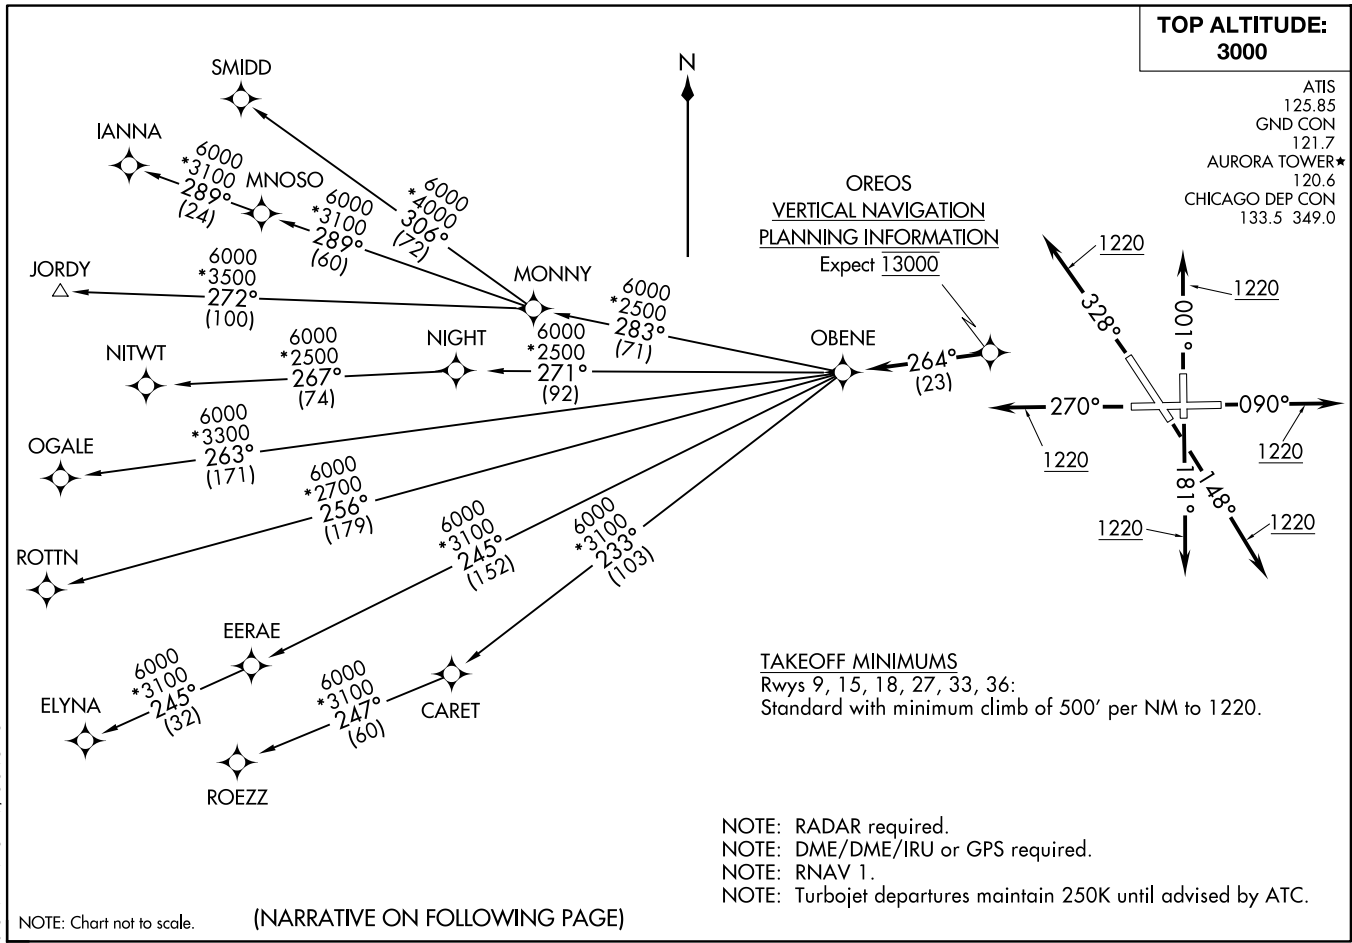 TOP ALTITUDE:
3000
ATIS
125.85
GND CON
121.7
AURORA TOWER★
120.6
CHICAGO DEP CON
133.5 349.0
N
SMIDD
IANNA
6000
*3100
289°
(24)
MNOSO
6000
*3100
289°
(60)
6000
*4000
306°
(72)
OREOS
VERTICAL NAVIGATION
PLANNING INFORMATION
Expect 13000
JORDY
6000
*3500
272°
(100)
MONNY
6000
*2500
283°
(71)
NITWT
6000
*2500
267°
(74)
NIGHT
6000
*2500
271°
(92)
OBENE
264°
(23)
OGALE
6000
*3300
263°
(171)
ROTTN
6000
*2700
256°
(179)
6000
*3100
245°
(152)
6000
*3100
233°
(103)
EERAE
ELYNA
6000
*3100
245°
(32)
6000
*3100
247°
(60)
CARET
ROEZZ
1220
328°
1220
001°
270°
1220
090°
1220
181°
1220
148°
1220
TAKEOFF MINIMUMS
Rwys 9, 15, 18, 27, 33, 36:
Standard with minimum climb of 500' per NM to 1220.
NOTE: RADAR required.
NOTE: DME/DME/IRU or GPS required.
NOTE: RNAV 1.
NOTE: Turbojet departures maintain 250K until advised by ATC.
NOTE: Chart not to scale.
(NARRATIVE ON FOLLOWING PAGE)